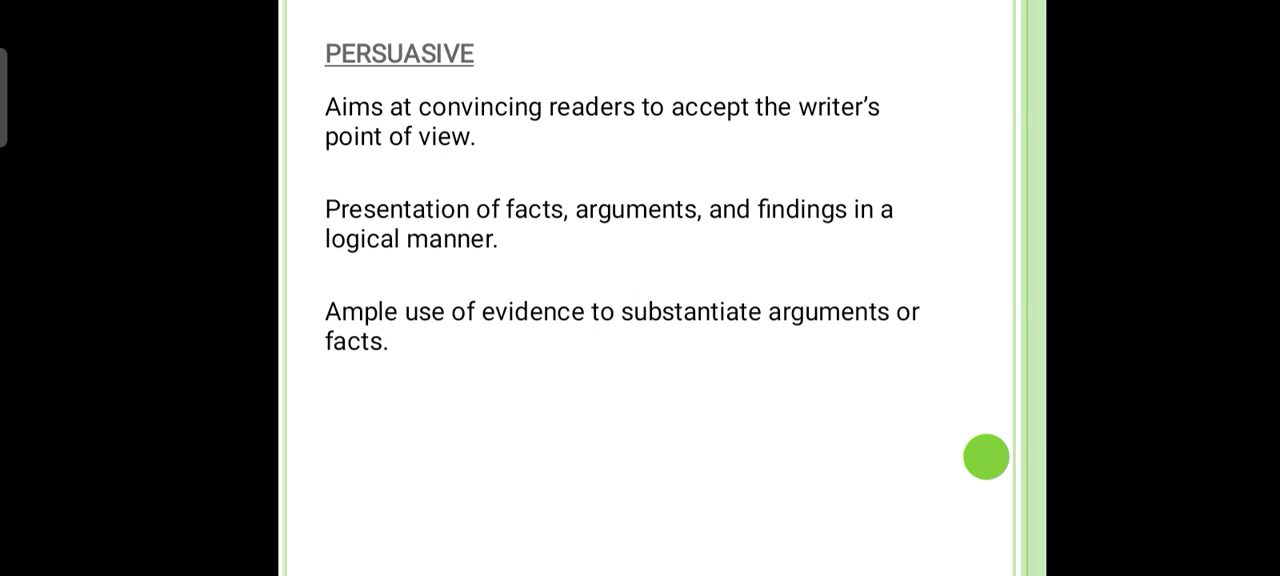 PERSUASIVE
Aims at convincing readers to accept the writer’s
point of view.
Presentation of facts, arguments, and findings in a
logical manner.
Ample use of evidence to substantiate arguments or
facts.